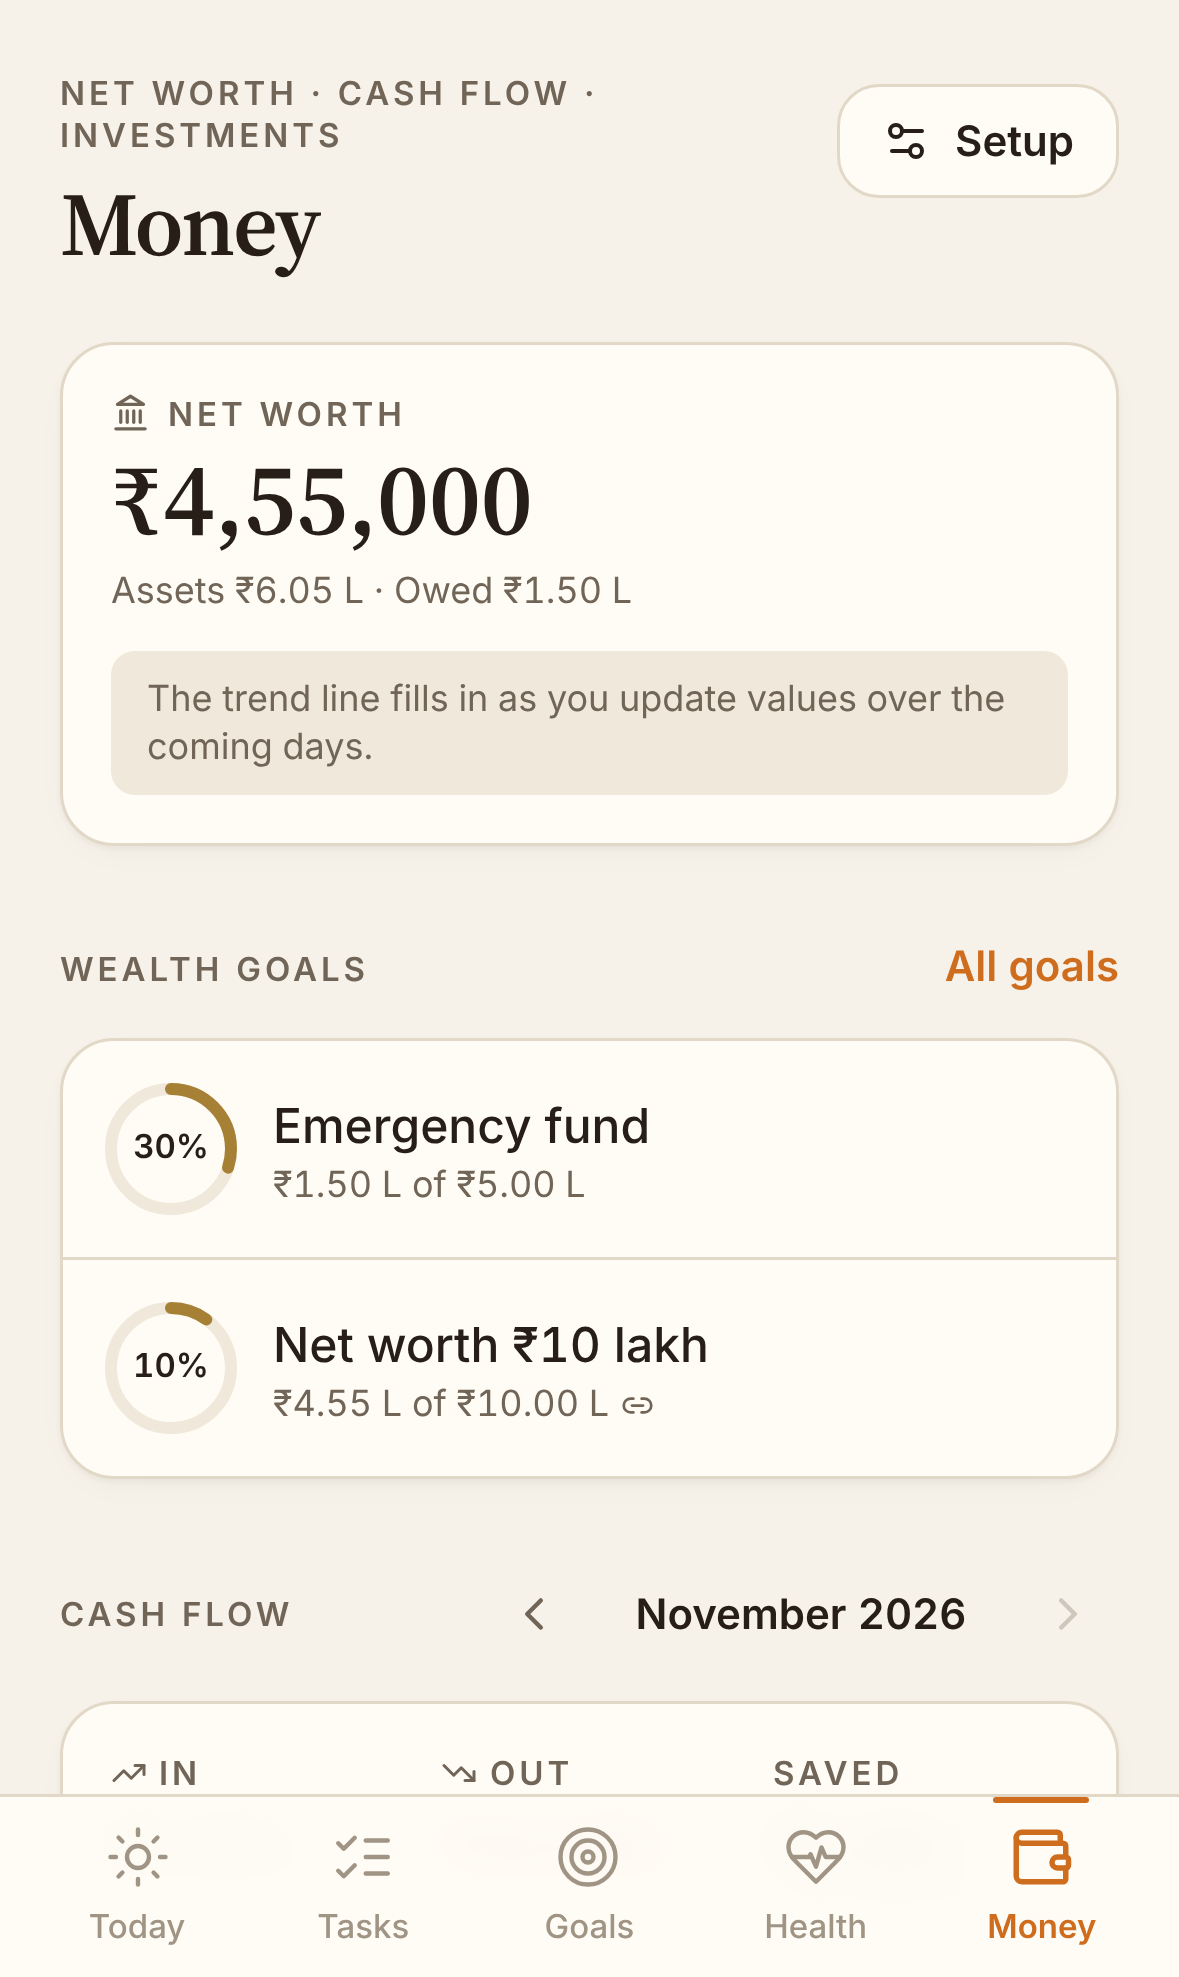 NET WORTH · CASH FLOW ·
INVESTMENTS
Setup
Money
NET WORTH
₹4,55,000
Assets ₹6.05 L · Owed ₹1.50 L
The trend line fills in as you update values over the
coming days.
WEALTH GOALS
All goals
30%
Emergency fund
₹1.50 L of ₹5.00 L
10%
Net worth ₹10 lakh
₹4.55 L of ₹10.00 L
CASH FLOW
November 2026
IN
OUT
SAVED
Today
Tasks
Goals
Health
Money